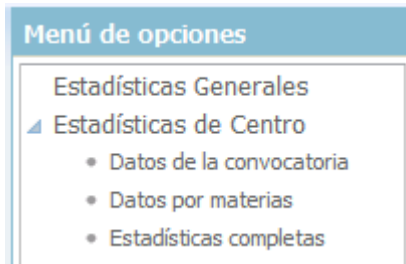 Menú de opciones
Estadísticas Generales
Estadísticas de Centro
Datos de la convocatoria
Datos por materias
Estadísticas completas